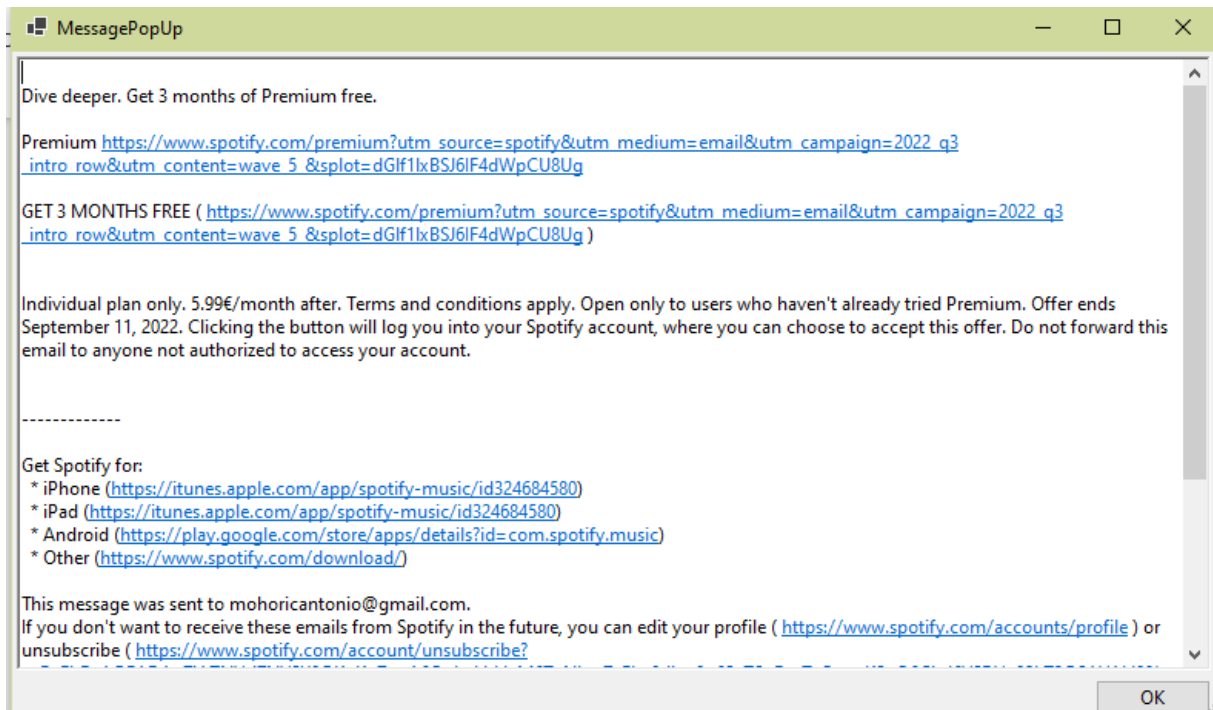 MessagePopUp
Dive deeper. Get 3 months of Premium free.
Premium https://www.spotify.com/premium?utm_source=spotify&utm_medium=email&utm_campaign=2022_q3
_intro_row&utm_content=wave_5_&splot=dGlf1IxBSJ6lF4dWpCU8Ug
GET 3 MONTHS FREE ( https://www.spotify.com/premium?utm_source=spotify&utm_medium=email&utm_campaign=2022_q3
_intro_row&utm_content=wave_5_&splot=dGlf1IxBSJ6lF4dWpCU8Ug )
Individual plan only. 5.99€/month after. Terms and conditions apply. Open only to users who haven't already tried Premium. Offer ends
September 11, 2022. Clicking the button will log you into your Spotify account, where you can choose to accept this offer. Do not forward this
email to anyone not authorized to access your account.
-------------
Get Spotify for:
* iPhone (https://itunes.apple.com/app/spotify-music/id324684580)
* iPad (https://itunes.apple.com/app/spotify-music/id324684580)
* Android (https://play.google.com/store/apps/details?id=com.spotify.music)
* Other (https://www.spotify.com/download/)
This message was sent to mohoricantonio@gmail.com.
If you don't want to receive these emails from Spotify in the future, you can edit your profile ( https://www.spotify.com/accounts/profile ) or
unsubscribe ( https://www.spotify.com/account/unsubscribe?
OK